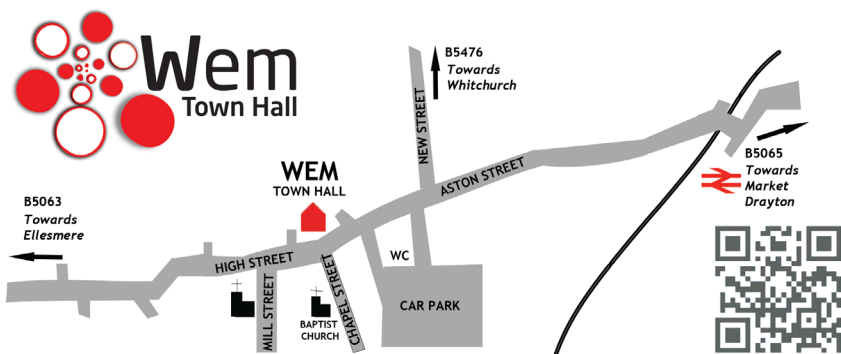 Wem
Town Hall
B5476
Towards
Whitchurch
NEW STREET
ASTON STREET
B5065
Towards
Market
Drayton
WEM
TOWN HALL
B5063
Towards
Ellesmere
HIGH STREET
MILL STREET
BAPTIST
CHURCH
CHAPEL STREET
WC
CAR PARK